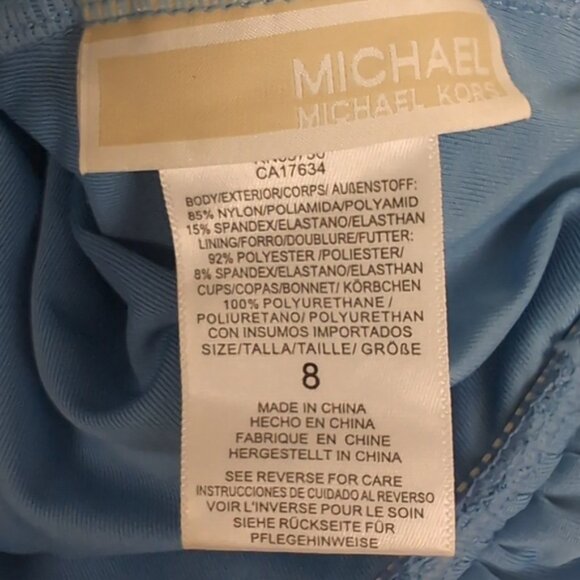 MICHAEL
MICHAEL KORS
CA17634
BODY/EXTERIOR/CORPS/ AUßENSTOFF:
85% NYLON/POLIAMIDA/POLYAMID
15% SPANDEX/ELASTANO/ELASTHAN
LINING/FORRO/DOUBLURE/FUTTER:
92% POLYESTER /POLIESTER/
8% SPANDEX/ELASTANO/ELASTHAN
CUPS/COPAS/BONNET/ KÖRBCHEN
100% POLYURETHANE /
POLIURETANO/ POLYURETHAN
CON INSUMOS IMPORTADOS
SIZE/TALLA/TAILLE/ GRÖßE
8
MADE IN CHINA
HECHO EN CHINA
FABRIQUE EN CHINE
HERGESTELLT IN CHINA
SEE REVERSE FOR CARE
INSTRUCCIONES DE CUIDADO AL REVERSO
VOIR L'INVERSE POUR LE SOIN
SIEHE RÜCKSEITE FÜR
PFLEGEHINWEISE